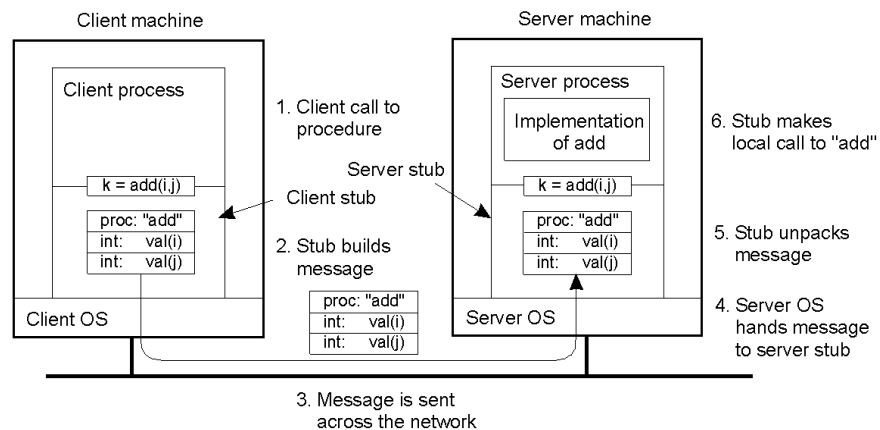 Client machine
Server machine
Client process
1. Client call to
procedure
Server process
Implementation
of add
6. Stub makes
local call to "add"
Server stub
k = add(i,j)
k = add(i,j)
Client stub
proc: "add"
int: val(i)
int: val(j)
2. Stub builds
message
proc: "add"
int: val(i)
int: val(j)
5. Stub unpacks
message
proc: "add"
int: val(i)
int: val(j)
Client OS
Server OS
4. Server OS
hands message
to server stub
3. Message is sent
across the network